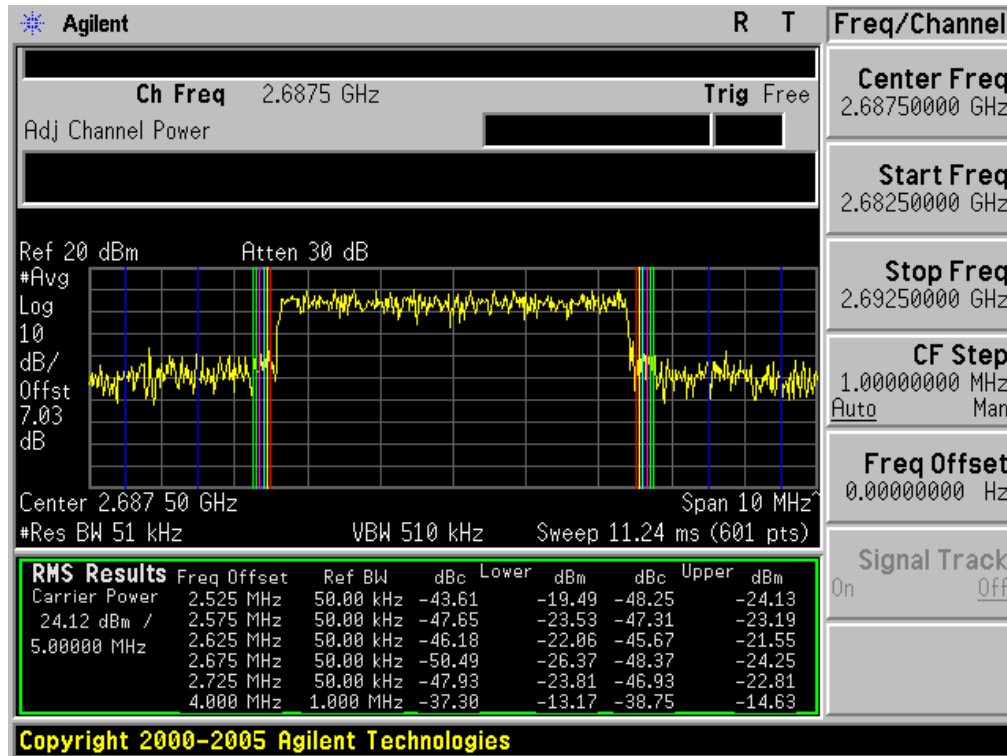 Agilent R T
Freq/Channel
Ch Freq 2.6875 GHz Trig Free
Adj Channel Power
Center Freq
2.68750000 GHz
Start Freq
2.68250000 GHz
Stop Freq
2.69250000 GHz
CF Step
1.00000000 MHz
Auto Man
Freq Offset
0.00000000 Hz
Signal Track
On Off
Ref 20 dBm Atten 30 dB
#Avg
Log
10
dB/
Offst
7.03
dB
Center 2.687 50 GHz Span 10 MHz^
#Res BW 51 kHz VBW 510 kHz Sweep 11.24 ms (601 pts)
RMS Results Freq Offset Ref BW dBc Lower dBm dBc Upper dBm
Carrier Power 2.525 MHz 50.00 kHz -43.61 -19.49 -48.25 -24.13
24.12 dBm / 2.575 MHz 50.00 kHz -47.65 -23.53 -47.31 -23.19
5.00000 MHz 2.625 MHz 50.00 kHz -46.18 -22.06 -45.67 -21.55
2.675 MHz 50.00 kHz -50.49 -26.37 -48.37 -24.25
2.725 MHz 50.00 kHz -47.93 -23.81 -46.93 -22.81
4.000 MHz 1.000 MHz -37.30 -13.17 -38.75 -14.63
Copyright 2000-2005 Agilent Technologies